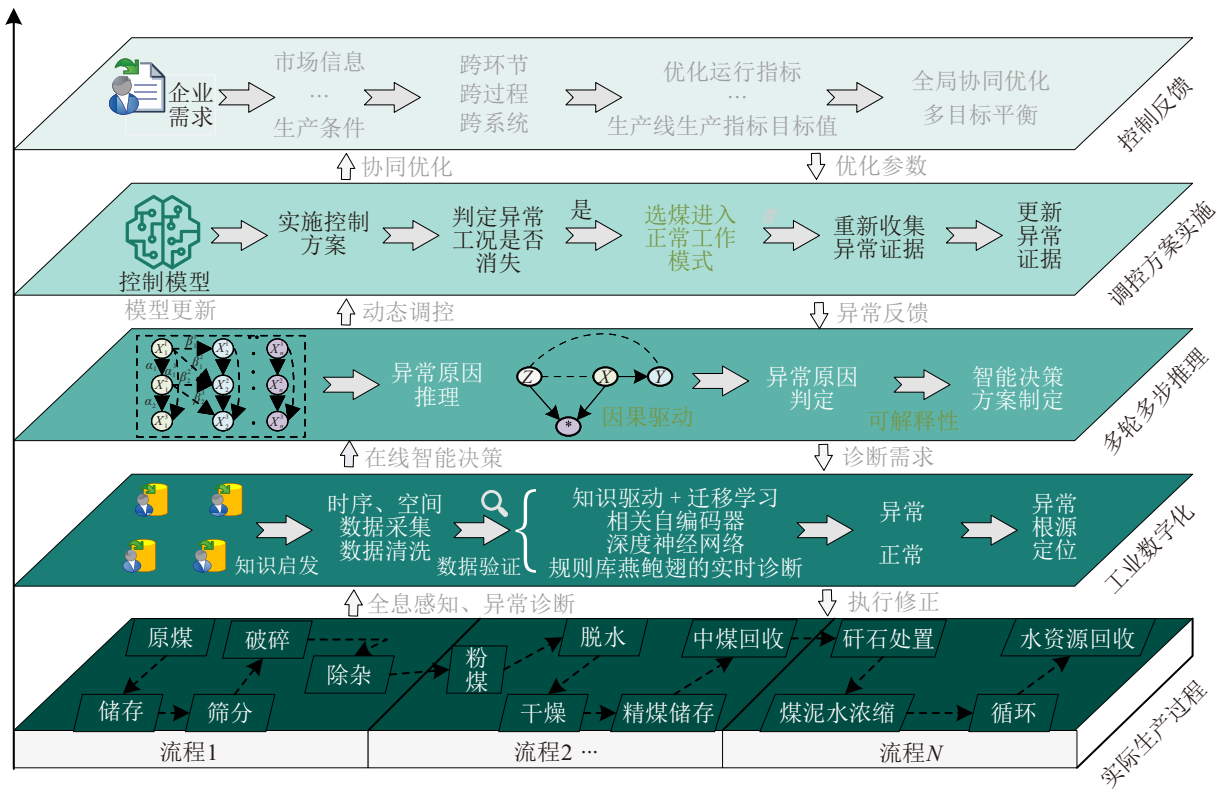 企业
需求
市场信息
…
生产条件
跨环节
跨过程
跨系统
优化运行指标
…
生产线生产指标目标值
全局协同优化
多目标平衡
控制反馈
协同优化
优化参数
控制模型
实施控制
方案
判定异常
工况是否
消失
是
选煤进入
正常工作
模式
否
重新收集
异常证据
更新
异常
证据
调控方案实施
模型更新
动态调控
异常反馈
异常原因
推理
Z
X
Y
*
因果驱动
异常原因
判定
可解释性
智能决策
方案制定
多轮多步推理
在线智能决策
诊断需求
知识启发
时序、空间
数据采集
数据清洗
数据验证
知识驱动 + 迁移学习
相关自编码器
深度神经网络
规则库燕鲍翅的实时诊断
异常
正常
异常
根源
定位
工业数字化
全息感知、异常诊断
执行修正
原煤
破碎
储存
筛分
除杂
粉
煤
脱水
干燥
精煤储存
中煤回收
矸石处置
煤泥水浓缩
循环
水资源回收
实际生产过程
流程1
流程2 …
流程N